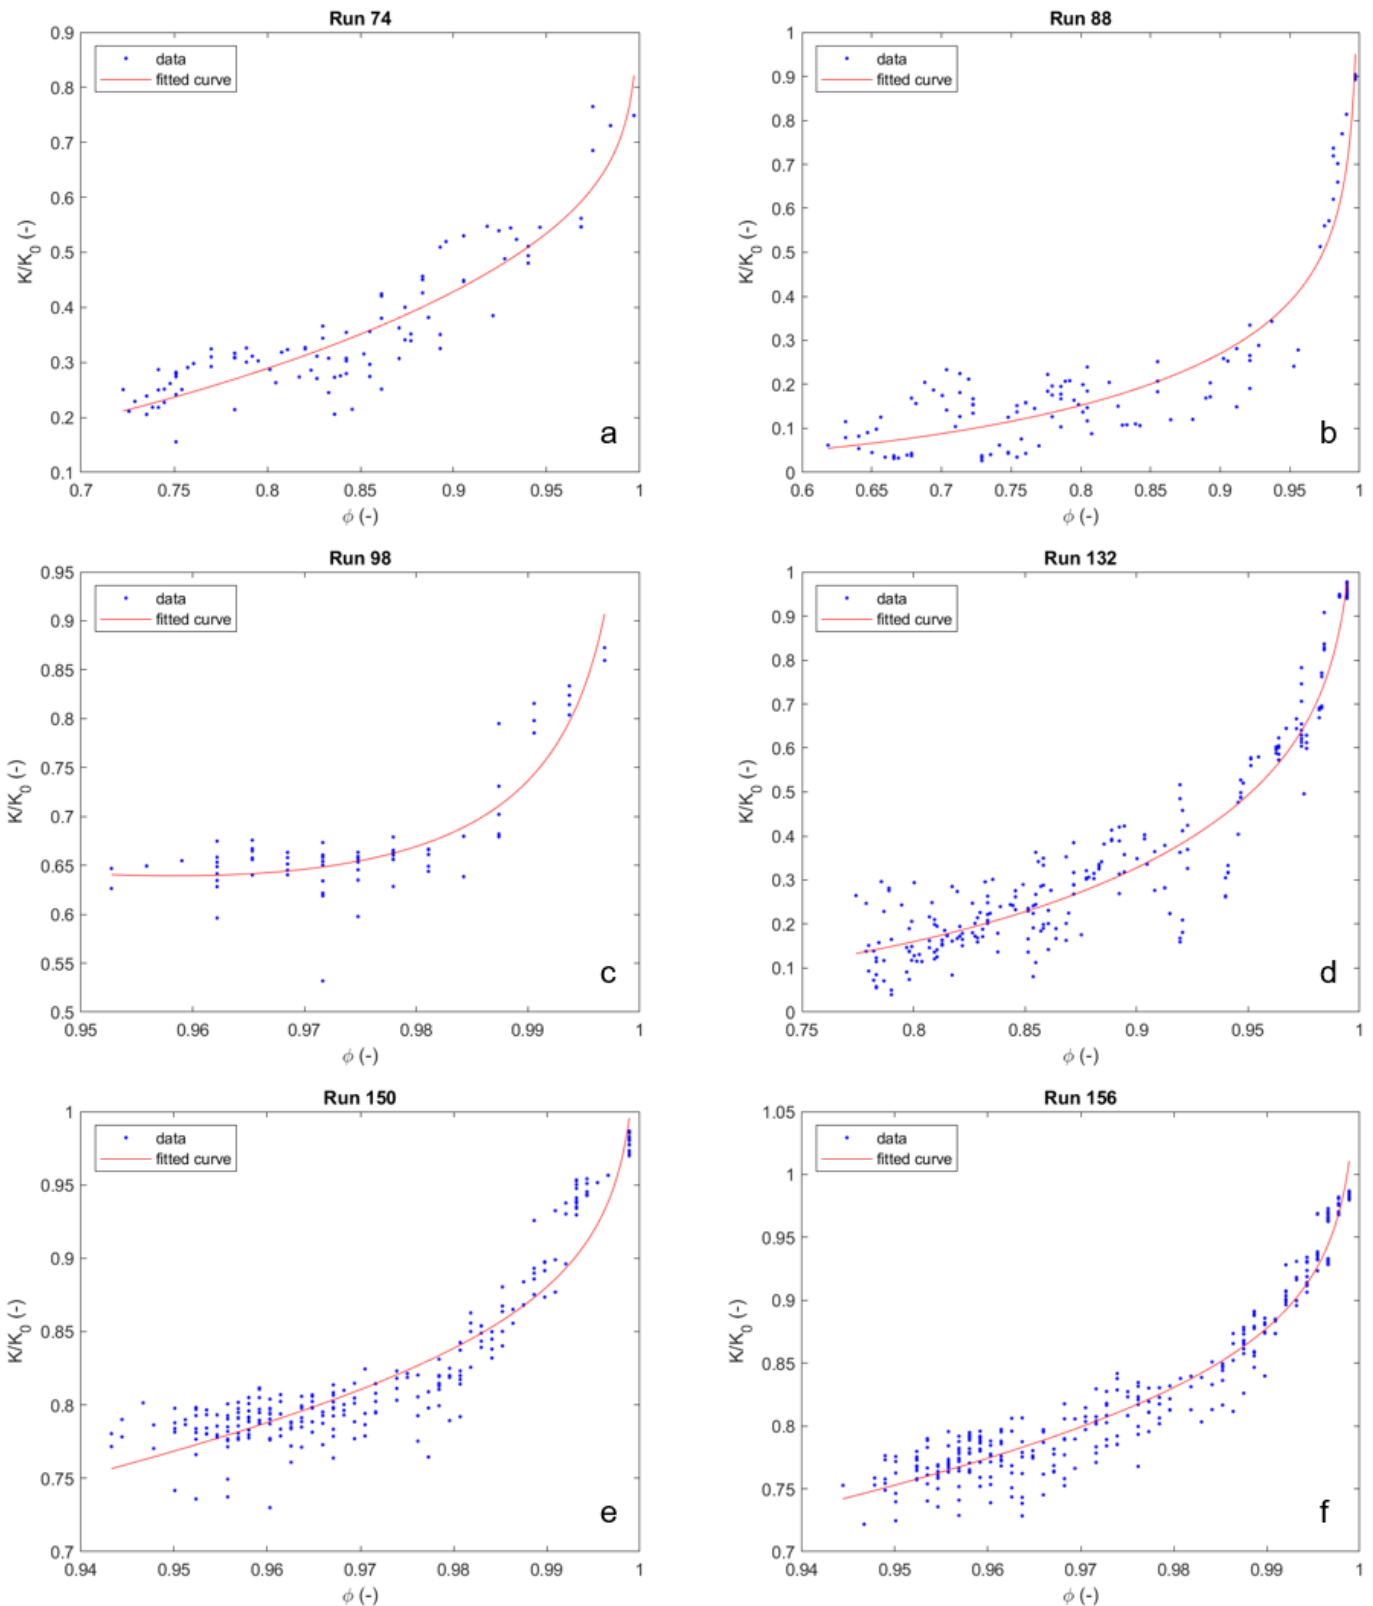 Run 74
data
fitted curve
0.9
0.8
0.7
0.6
0.5
0.4
0.3
0.2
0.1
K/K0 (-)
a
0.7 0.75 0.8 0.85 0.9 0.95 1
ϕ (-)
Run 88
data
fitted curve
1
0.9
0.8
0.7
0.6
0.5
0.4
0.3
0.2
0.1
0
K/K0 (-)
b
0.6 0.65 0.7 0.75 0.8 0.85 0.9 0.95 1
ϕ (-)
Run 98
data
fitted curve
0.95
0.9
0.85
0.8
0.75
0.7
0.65
0.6
0.55
0.5
K/K0 (-)
c
0.95 0.96 0.97 0.98 0.99 1
ϕ (-)
Run 132
data
fitted curve
1
0.9
0.8
0.7
0.6
0.5
0.4
0.3
0.2
0.1
0
K/K0 (-)
d
0.75 0.8 0.85 0.9 0.95 1
ϕ (-)
Run 150
data
fitted curve
1
0.95
0.9
0.85
0.8
0.75
0.7
K/K0 (-)
e
0.94 0.95 0.96 0.97 0.98 0.99 1
ϕ (-)
Run 156
data
fitted curve
1.05
1
0.95
0.9
0.85
0.8
0.75
0.7
K/K0 (-)
f
0.94 0.95 0.96 0.97 0.98 0.99 1
ϕ (-)